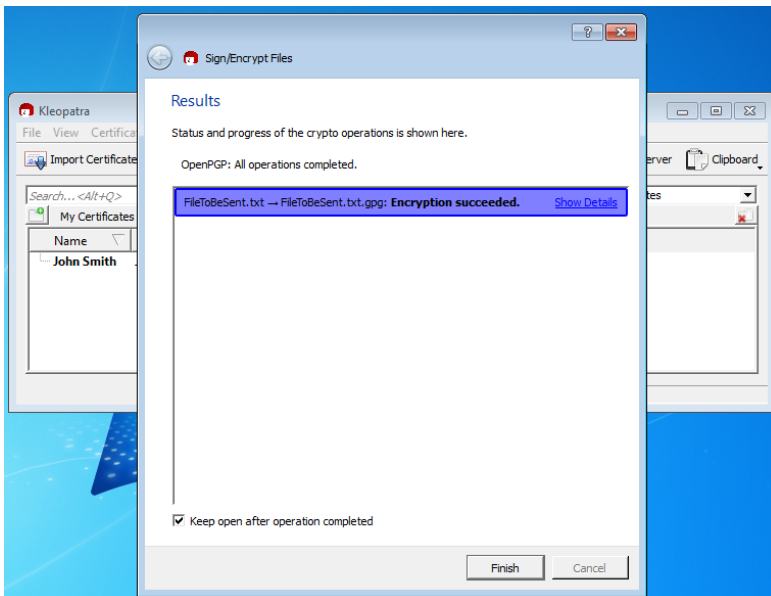 Sign/Encrypt Files
Kleopatra
File View Certifica
Import Certificate
erver
Clipboard
Search...<Alt+Q>
tes
My Certificates
Name
John Smith
Results
Status and progress of the crypto operations is shown here.
OpenPGP: All operations completed.
FileToBeSent.txt → FileToBeSent.txt.gpg: Encryption succeeded. Show Details
Keep open after operation completed
Finish Cancel